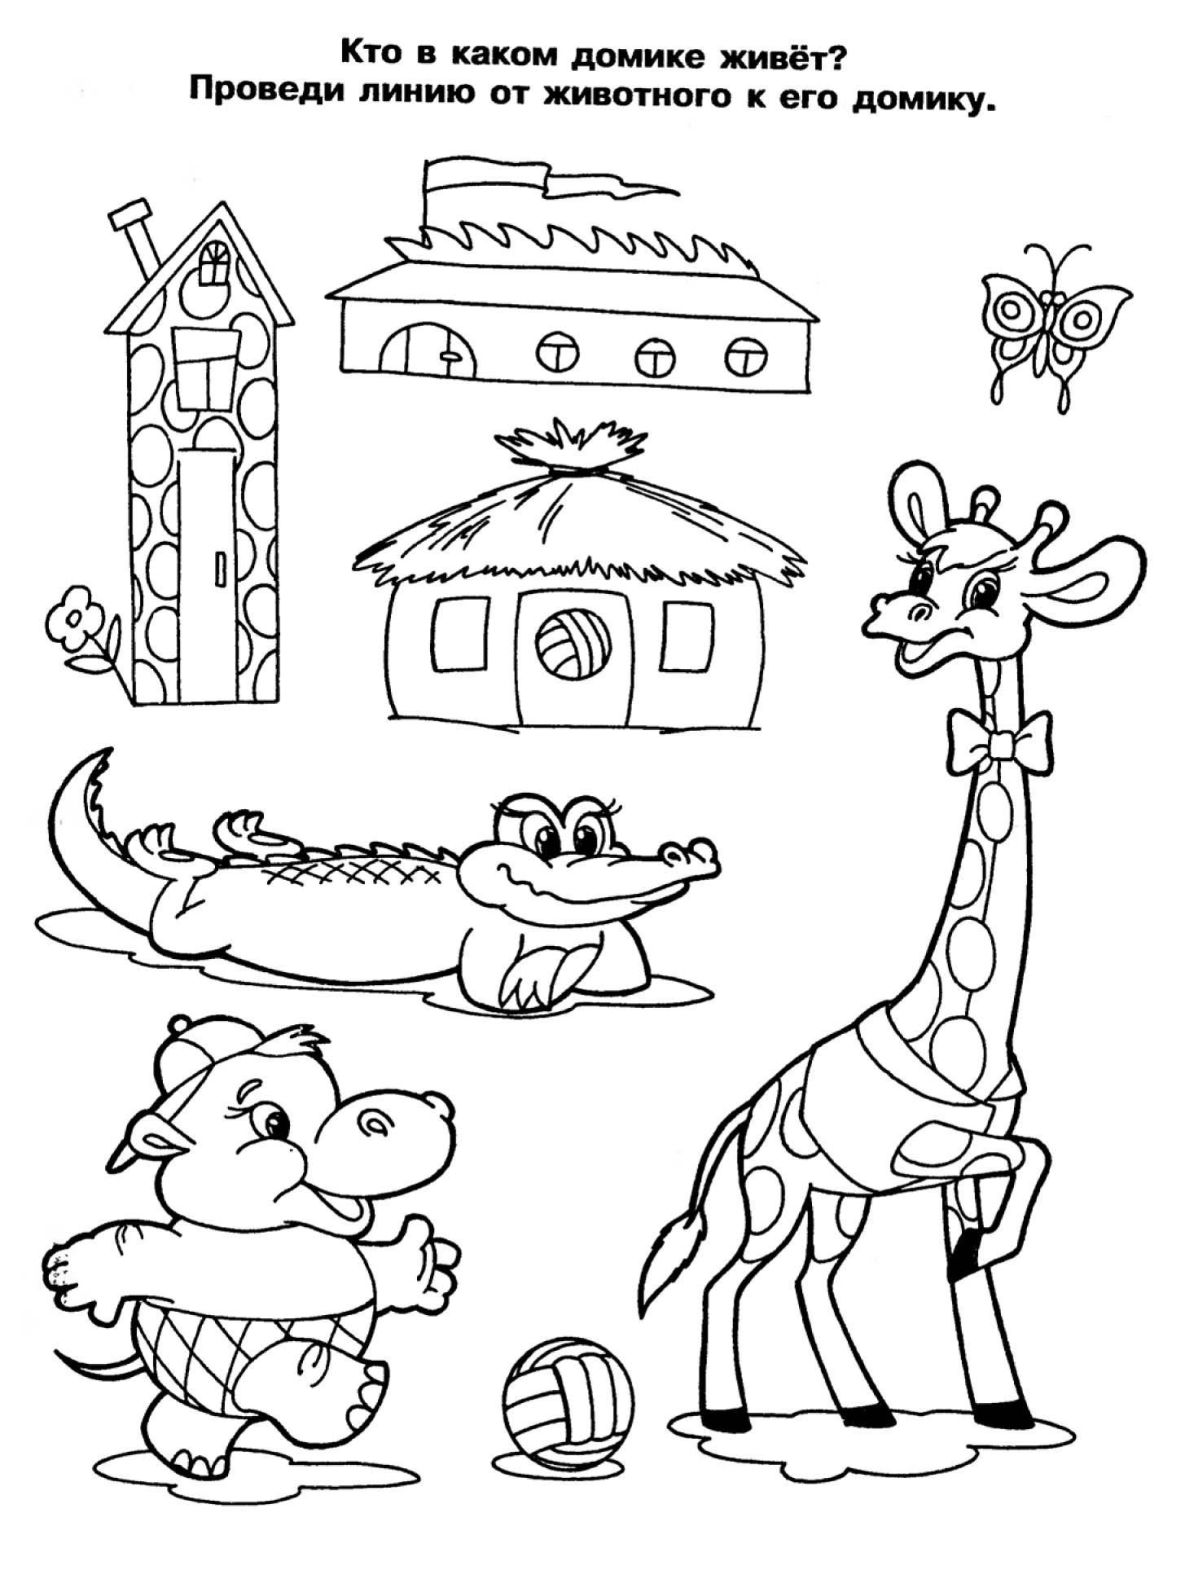 Кто в каком домике живёт?
Проведи линию от животного к его домику.